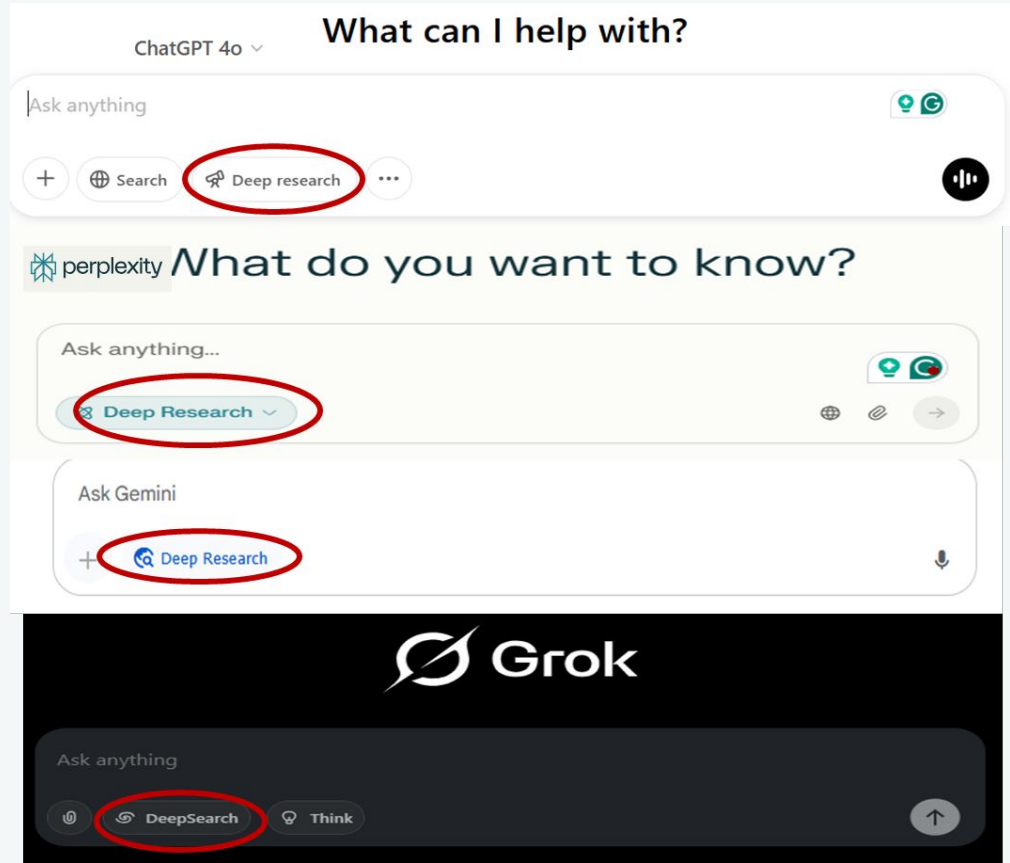 What can I help with?
ChatGPT 4o
Ask anything
Search
Deep research
perplexity What do you want to know?
Ask anything...
Deep Research
Ask Gemini
Deep Research
Grok
Ask anything
DeepSearch
Think